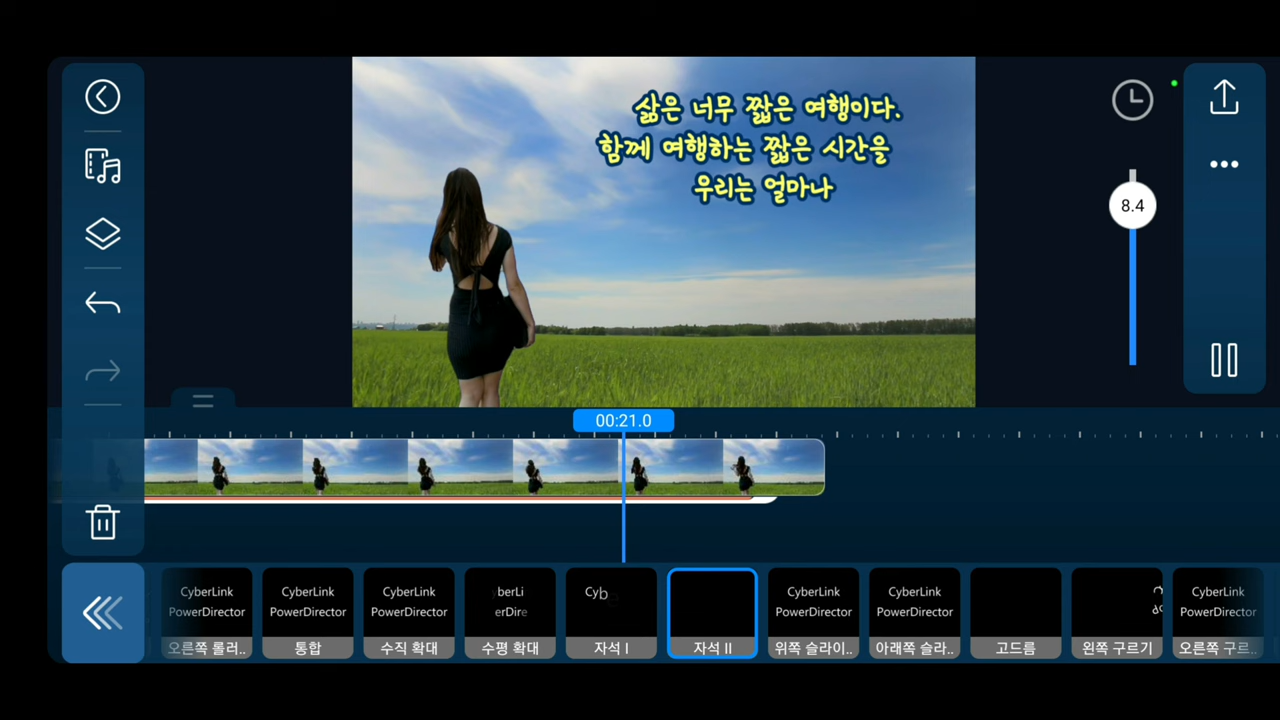 삶은 너무 짧은 여행이다.
함께 여행하는 짧은 시간을
우리는 얼마나
8.4
00:21.0
CyberLink
PowerDirector
오른쪽 롤러..
CyberLink
PowerDirector
통합
CyberLink
PowerDirector
수직 확대
berLi
erDire
수평 확대
Cyb
자석 I
자석 II
CyberLink
PowerDirector
위쪽 슬라이..
CyberLink
PowerDirector
아래쪽 슬라..
고드름
왼쪽 구르기
CyberLink
PowerDirector
오른쪽 구르..